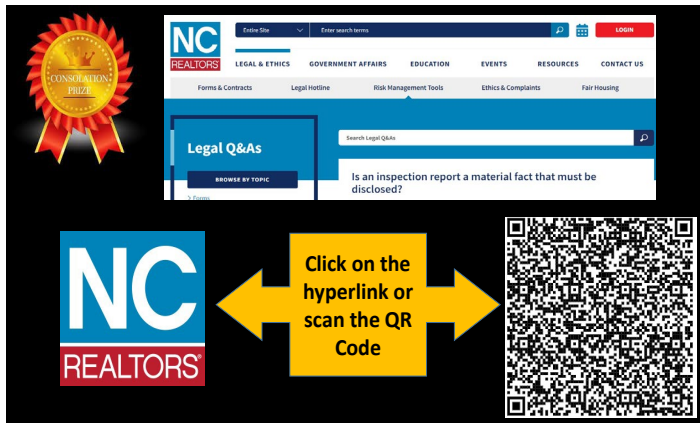 CONSOLATION
PRIZE
NC
REALTORS
Entire Site
Enter search terms
LOGIN
LEGAL & ETHICS GOVERNMENT AFFAIRS EDUCATION EVENTS RESOURCES CONTACT US
Forms & Contracts Legal Hotline Risk Management Tools Ethics & Complaints Fair Housing
Legal Q&As
BROWSE BY TOPIC
> Forms
Search Legal Q&As
Is an inspection report a material fact that must be
disclosed?
NC
REALTORS®
Click on the
hyperlink or
scan the QR
Code